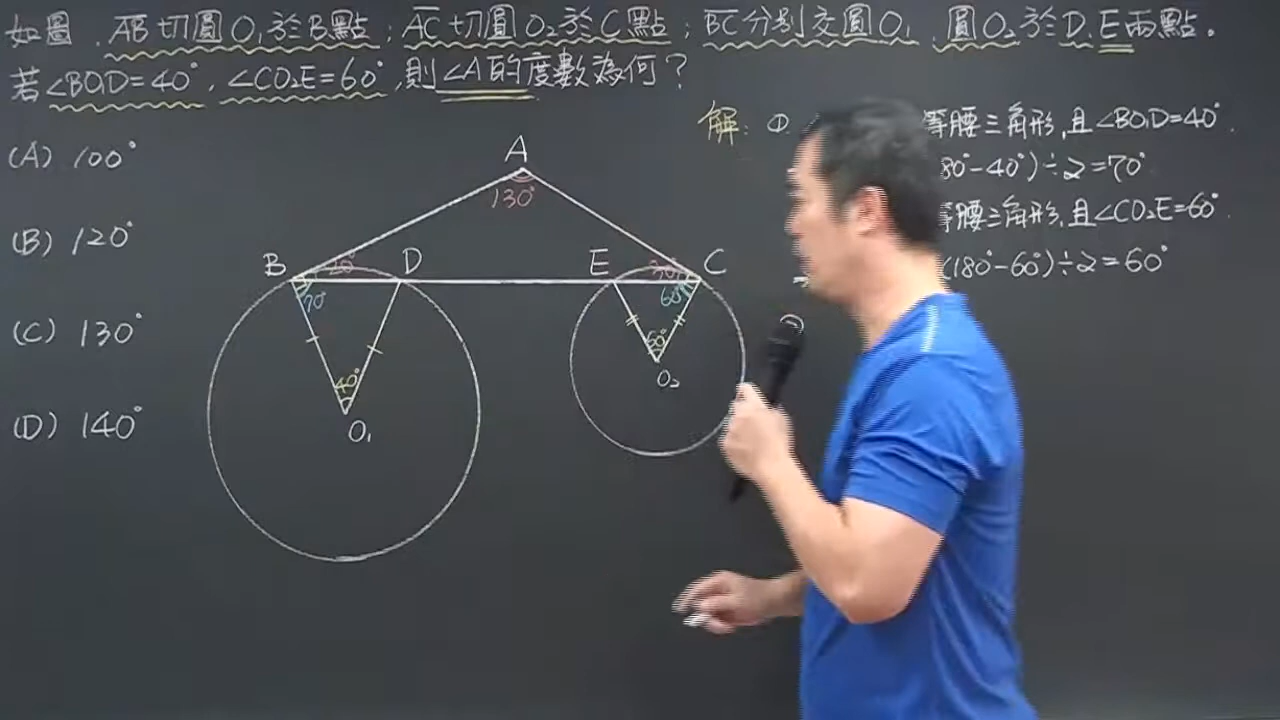 如圖，AB切圓O₁於B點；AC切圓O₂於C點；BC分別交圓O₁、圓O₂於D、E兩點。
若∠BO₁D=40°，∠CO₂E=60°，則∠A的度數為何？
(A) 100°
(B) 120°
(C) 130°
(D) 140°
A
130°
B
20°
D
E
30°
C
70°
60°
40°
60°
O₁
O₂
解：①
等腰三角形，且∠BO₁D=40°。
80°-40°)÷2=70°
等腰三角形，且∠CO₂E=60°。
(180°-60°)÷2=60°